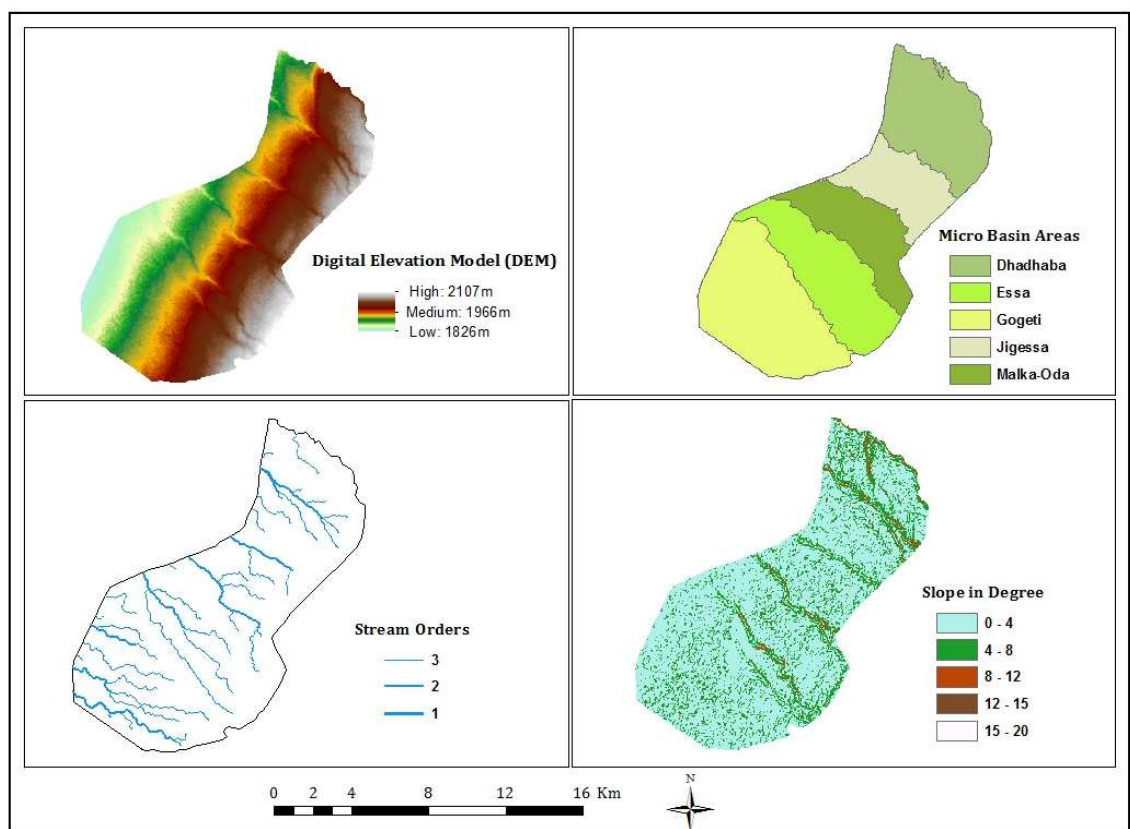 Digital Elevation Model (DEM)
High: 2107m
Medium: 1966m
Low: 1826m
Micro Basin Areas
Dhadhaba
Essa
Gogeti
Jigessa
Malka-Oda
Stream Orders
3
2
1
Slope in Degree
0 - 4
4 - 8
8 - 12
12 - 15
15 - 20
0 2 4 8 12 16 Km
N